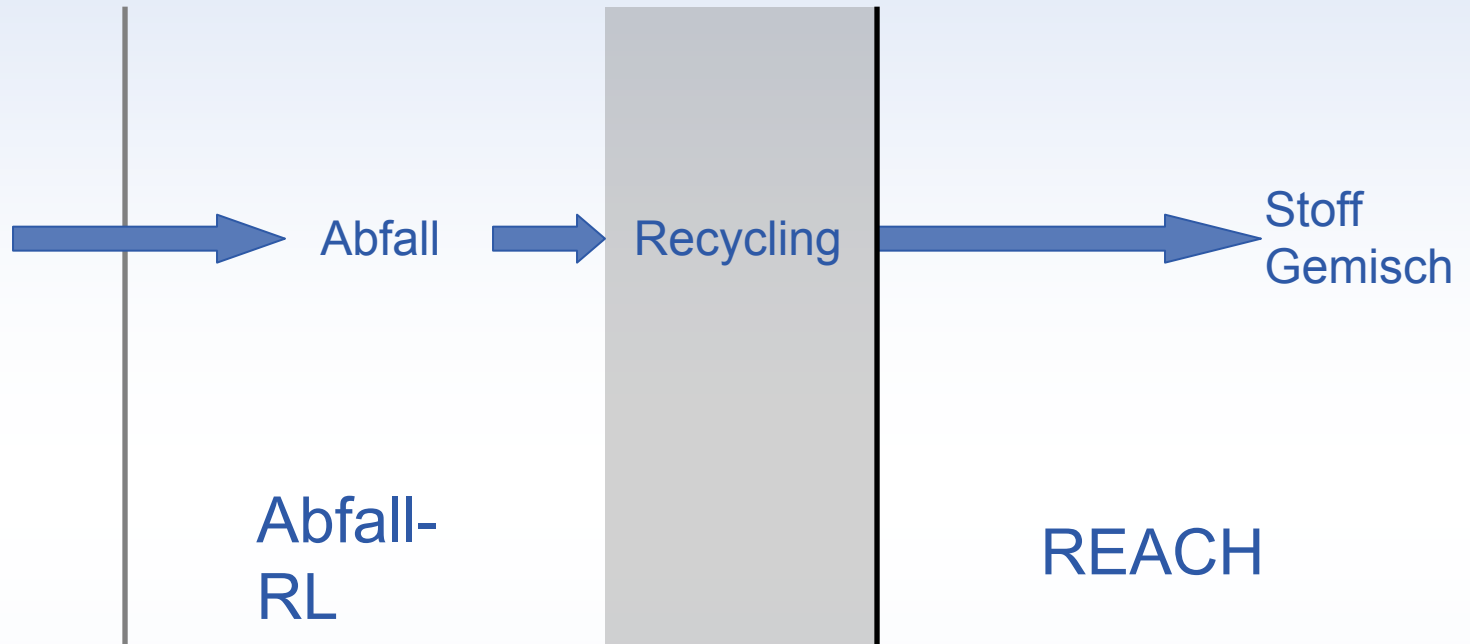 Abfall
Recycling
Stoff
Gemisch
Abfall-
RL
REACH